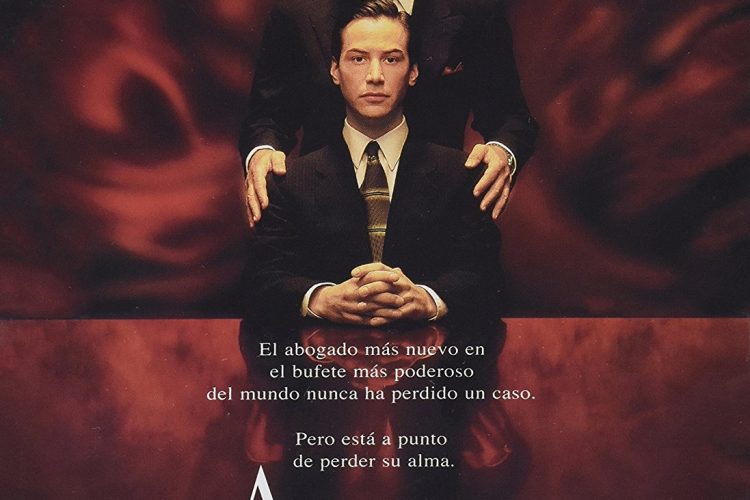 El abogado más nuevo en
el bufete más poderoso
del mundo nunca ha perdido un caso.
Pero está a punto
de perder su alma.
A